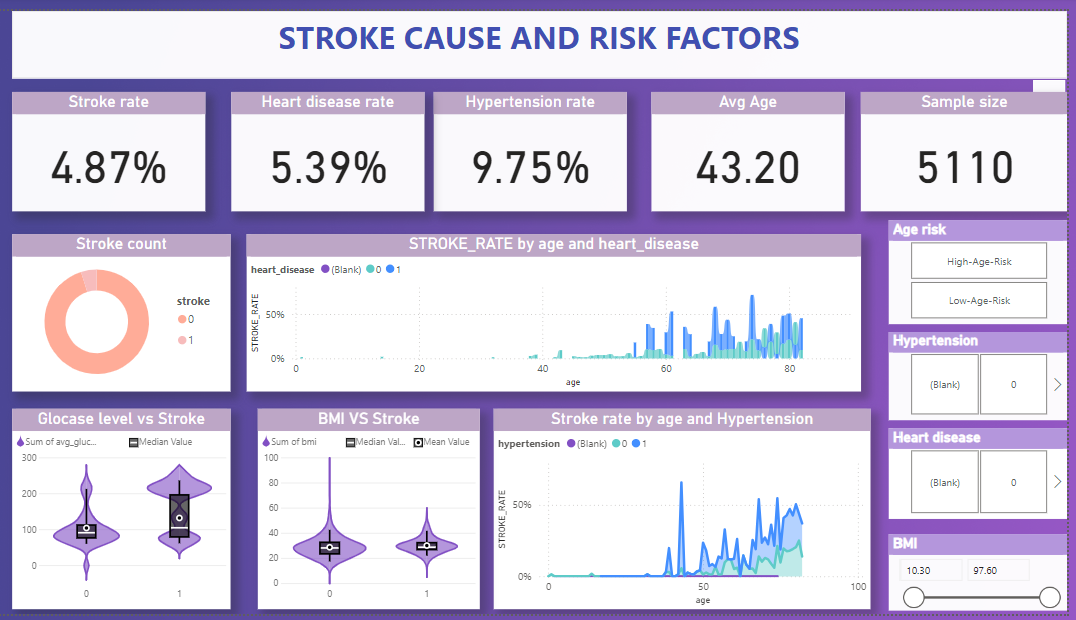 STROKE CAUSE AND RISK FACTORS
Stroke rate
4.87%
Heart disease rate
5.39%
Hypertension rate
9.75%
Avg Age
43.20
Sample size
5110
Stroke count
stroke
0
1
STROKE_RATE by age and heart_disease
heart_disease (Blank) 0 1
STROKE_RATE
50%
0%
0 20 40 60 80
age
Age risk
High-Age-Risk
Low-Age-Risk
Hypertension
(Blank) 0
Heart disease
(Blank) 0
BMI
10.30 97.60
Glocase level vs Stroke
Sum of avg_gluc... Median Value
300
200
100
0
0 1
BMI VS Stroke
Sum of bmi Median Val... Mean Value
100
80
60
40
20
0
0 1
Stroke rate by age and Hypertension
hypertension (Blank) 0 1
STROKE_RATE
50%
0%
0 50 100
age